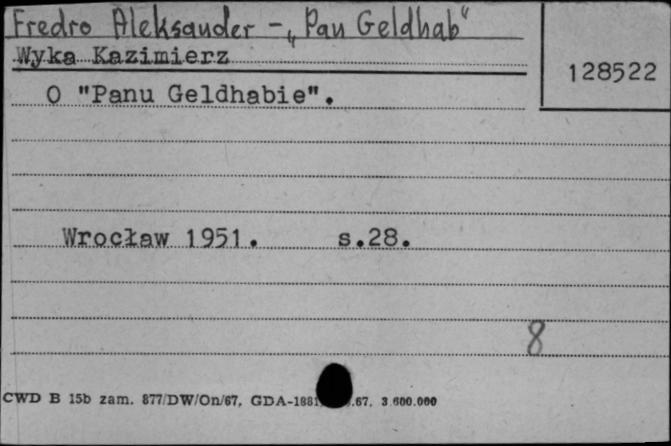 Fredro Aleksander - „Pan Geldhab"
Wyka Kazimierz
128522
O "Panu Geldhabie".
Wrocław 1951. s.28.
8
CWD B 15b zam. 877/DW/On/67, GDA-1881 .67. 3.600.000